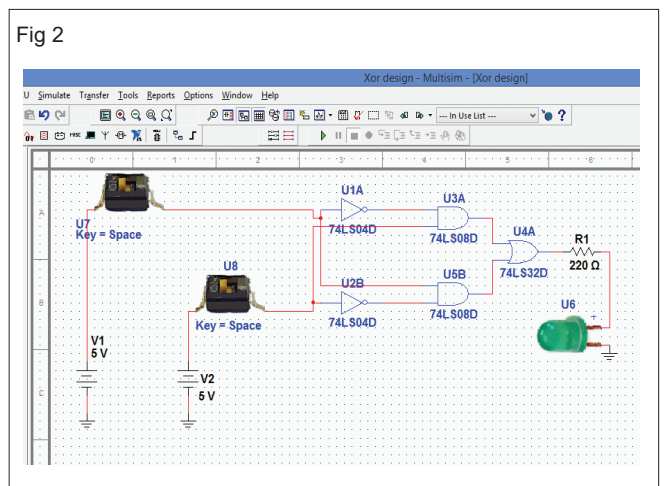 Fig 2
Xor design - Multisim - [Xor design]
U Simulate Transfer Tools Reports Options Window Help
--- In Use List ---
0 1 2 3 4 5 6
A
B
C
U7
Key = Space
U8
Key = Space
V1
5 V
V2
5 V
U1A
74LS04D
U2B
74LS04D
U3A
74LS08D
U5B
74LS08D
U4A
74LS32D
R1
220 Ω
U6
+